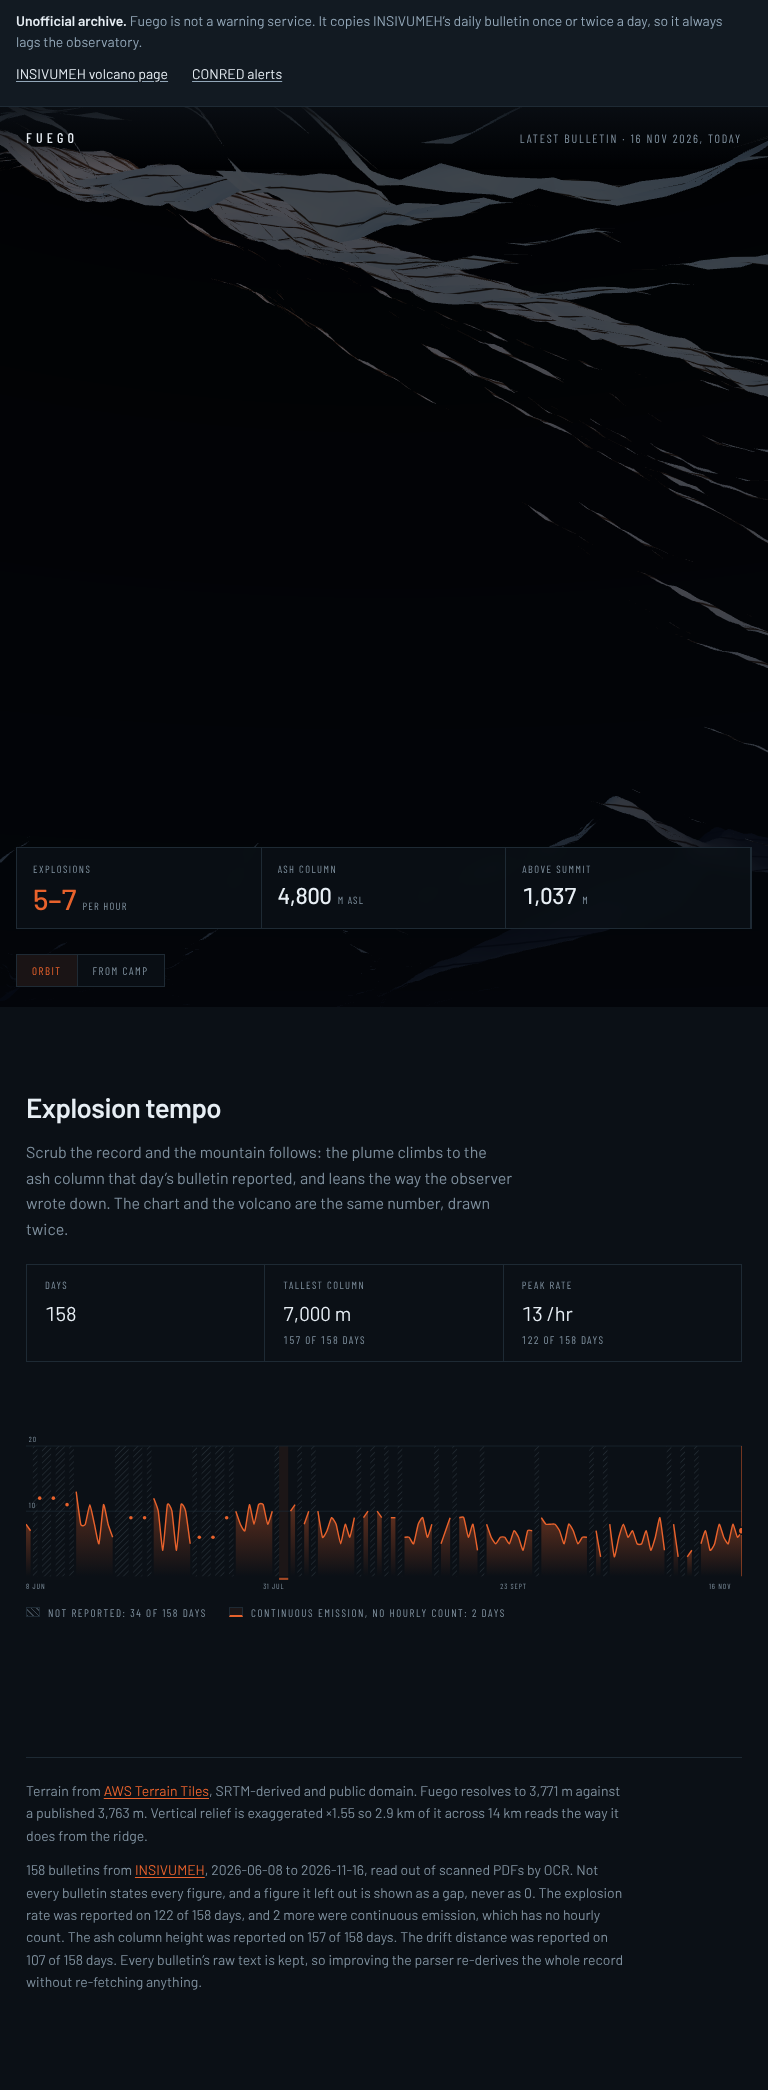 Unofficial archive. Fuego is not a warning service. It copies INSIVUMEH's daily bulletin once or twice a day, so it always
lags the observatory.
INSIVUMEH volcano page CONRED alerts
FUEGO
LATEST BULLETIN · 16 NOV 2026, TODAY
EXPLOSIONS
5–7 PER HOUR
ASH COLUMN
4,800 M ASL
ABOVE SUMMIT
1,037 M
ORBIT FROM CAMP
Explosion tempo
Scrub the record and the mountain follows: the plume climbs to the
ash column that day's bulletin reported, and leans the way the observer
wrote down. The chart and the volcano are the same number, drawn
twice.
DAYS
158
TALLEST COLUMN
7,000 m
157 OF 158 DAYS
PEAK RATE
13 /hr
122 OF 158 DAYS
20
10
8 JUN 31 JUL 23 SEPT 16 NOV
NOT REPORTED: 34 OF 158 DAYS CONTINUOUS EMISSION, NO HOURLY COUNT: 2 DAYS
Terrain from AWS Terrain Tiles, SRTM-derived and public domain. Fuego resolves to 3,771 m against
a published 3,763 m. Vertical relief is exaggerated ×1.55 so 2.9 km of it across 14 km reads the way it
does from the ridge.
158 bulletins from INSIVUMEH, 2026-06-08 to 2026-11-16, read out of scanned PDFs by OCR. Not
every bulletin states every figure, and a figure it left out is shown as a gap, never as 0. The explosion
rate was reported on 122 of 158 days, and 2 more were continuous emission, which has no hourly
count. The ash column height was reported on 157 of 158 days. The drift distance was reported on
107 of 158 days. Every bulletin's raw text is kept, so improving the parser re-derives the whole record
without re-fetching anything.